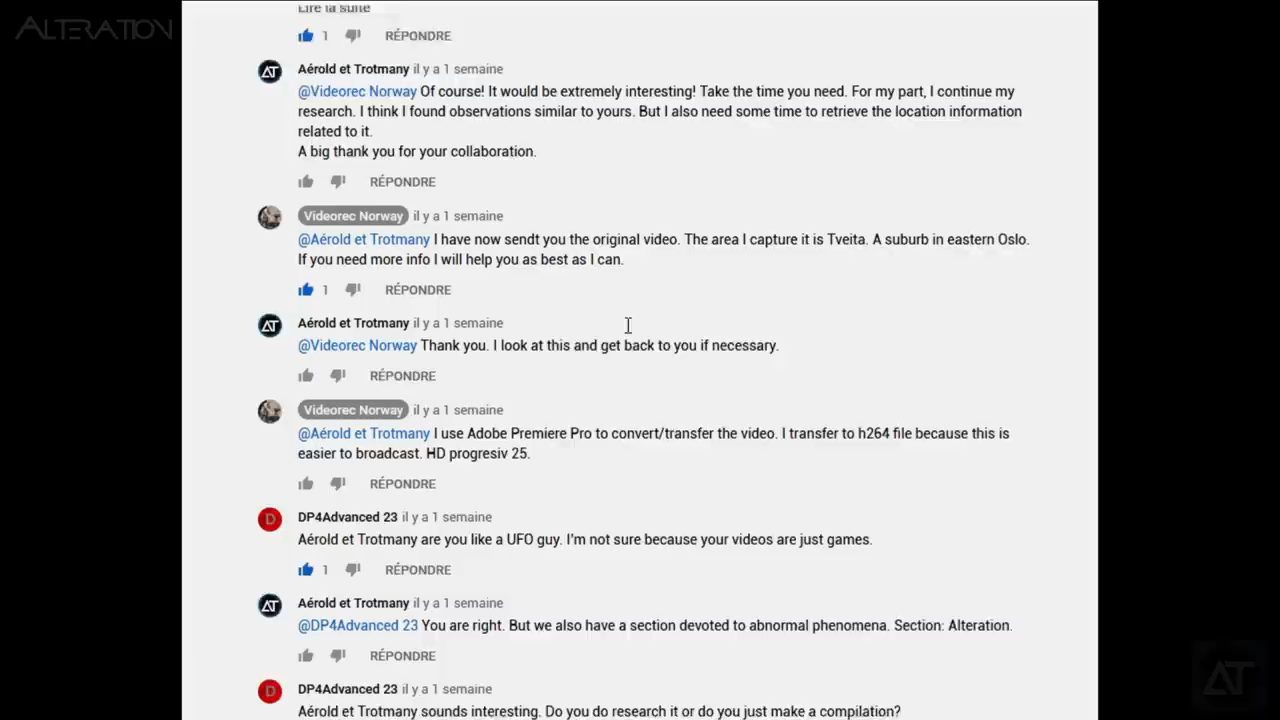 ALTERATION
Lire la suite
1 RÉPONDRE
AT Aérold et Trotmany il y a 1 semaine
@Videorec Norway Of course! It would be extremely interesting! Take the time you need. For my part, I continue my
research. I think I found observations similar to yours. But I also need some time to retrieve the location information
related to it.
A big thank you for your collaboration.
RÉPONDRE
Videorec Norway il y a 1 semaine
@Aérold et Trotmany I have now sendt you the original video. The area I capture it is Tveita. A suburb in eastern Oslo.
If you need more info I will help you as best as I can.
1 RÉPONDRE
AT Aérold et Trotmany il y a 1 semaine
@Videorec Norway Thank you. I look at this and get back to you if necessary.
RÉPONDRE
Videorec Norway il y a 1 semaine
@Aérold et Trotmany I use Adobe Premiere Pro to convert/transfer the video. I transfer to h264 file because this is
easier to broadcast. HD progresiv 25.
RÉPONDRE
D DP4Advanced 23 il y a 1 semaine
Aérold et Trotmany are you like a UFO guy. I'm not sure because your videos are just games.
1 RÉPONDRE
AT Aérold et Trotmany il y a 1 semaine
@DP4Advanced 23 You are right. But we also have a section devoted to abnormal phenomena. Section: Alteration.
RÉPONDRE
D DP4Advanced 23 il y a 1 semaine
Aérold et Trotmany sounds interesting. Do you do research it or do you just make a compilation?
AT